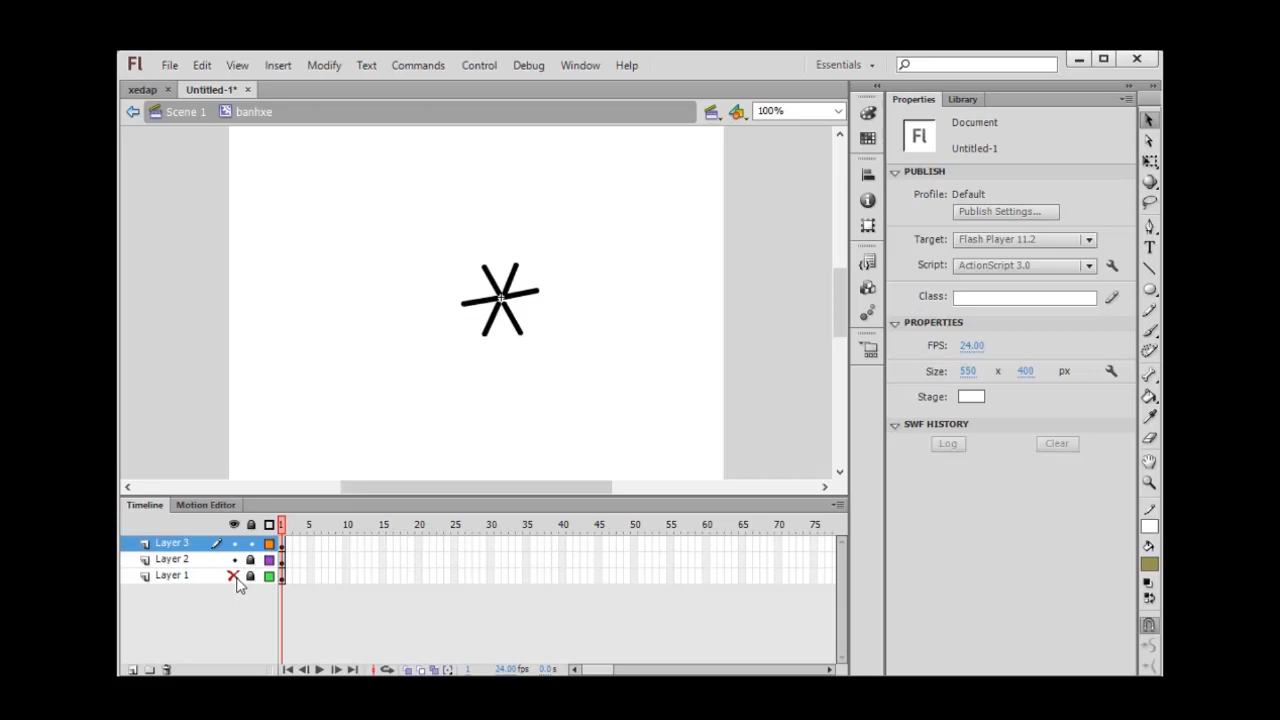 Fl File Edit View Insert Modify Text Commands Control Debug Window Help Essentials
xedap × Untitled-1* ×
Scene 1 banhxe 100%
Properties Library
Fl Document
Untitled-1
PUBLISH
Profile: Default
Publish Settings...
Target: Flash Player 11.2
Script: ActionScript 3.0
Class:
PROPERTIES
FPS: 24.00
Size: 550 x 400 px
Stage:
SWF HISTORY
Log Clear
Timeline Motion Editor
1 5 10 15 20 25 30 35 40 45 50 55 60 65 70 75
Layer 3
Layer 2
Layer 1
1 24.00 fps 0.0 s